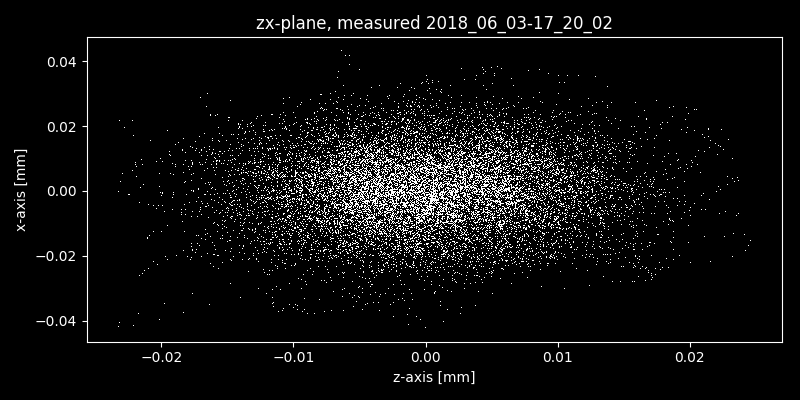 zx-plane, measured 2018_06_03-17_20_02
0.04
0.02
0.00
−0.02
−0.04
x-axis [mm]
−0.02 −0.01 0.00 0.01 0.02
z-axis [mm]